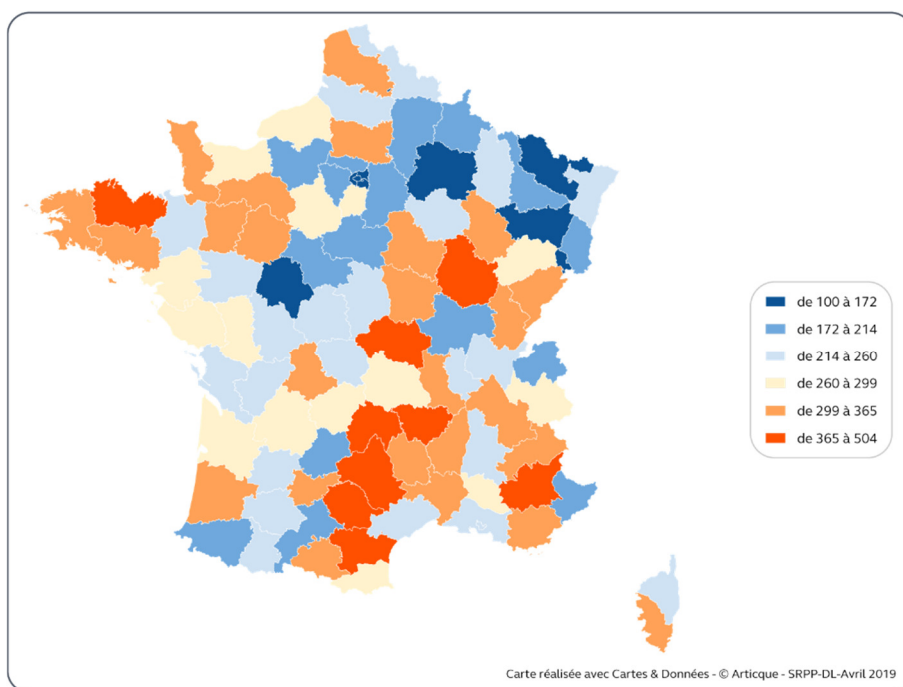 de 100 à 172
de 172 à 214
de 214 à 260
de 260 à 299
de 299 à 365
de 365 à 504
Carte réalisée avec Cartes & Données - © Articque - SRPP-DL-Avril 2019